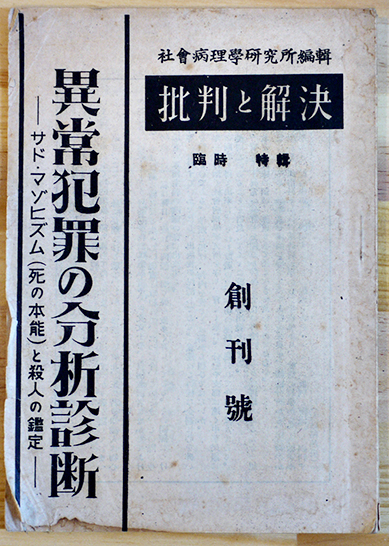 社會病理學研究所編輯
批判と解決
臨時 特輯
創刊號
異常犯罪の分析診断
―サド・マゾヒズム(死の本能)と殺人の鑑定―